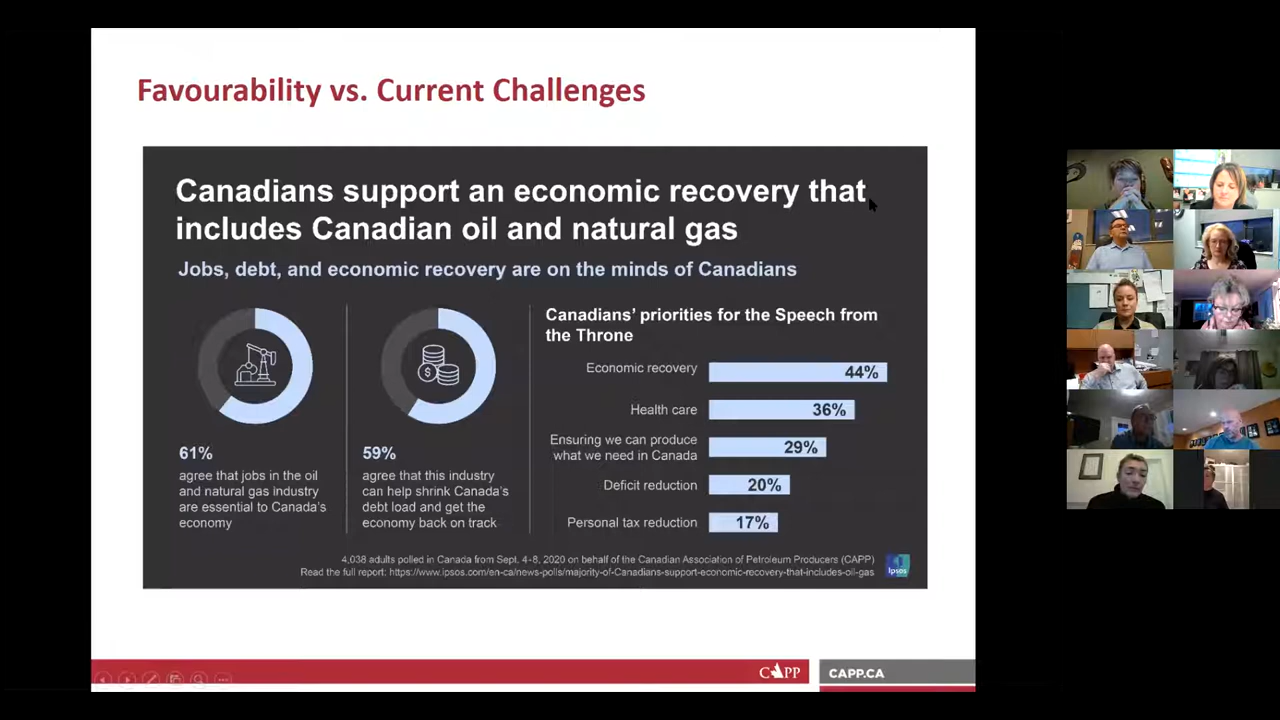 Favourability vs. Current Challenges
Canadians support an economic recovery that
includes Canadian oil and natural gas
Jobs, debt, and economic recovery are on the minds of Canadians
61%
agree that jobs in the oil
and natural gas industry
are essential to Canada's
economy
$
59%
agree that this industry
can help shrink Canada's
debt load and get the
economy back on track
Canadians' priorities for the Speech from
the Throne
Economic recovery 44%
Health care 36%
Ensuring we can produce
what we need in Canada 29%
Deficit reduction 20%
Personal tax reduction 17%
4,038 adults polled in Canada from Sept. 4-8, 2020 on behalf of the Canadian Association of Petroleum Producers (CAPP)
Read the full report: https://www.ipsos.com/en-ca/news-polls/majority-of-Canadians-support-economic-recovery-that-includes-oil-gas
Ipsos
CAPP
CAPP.CA